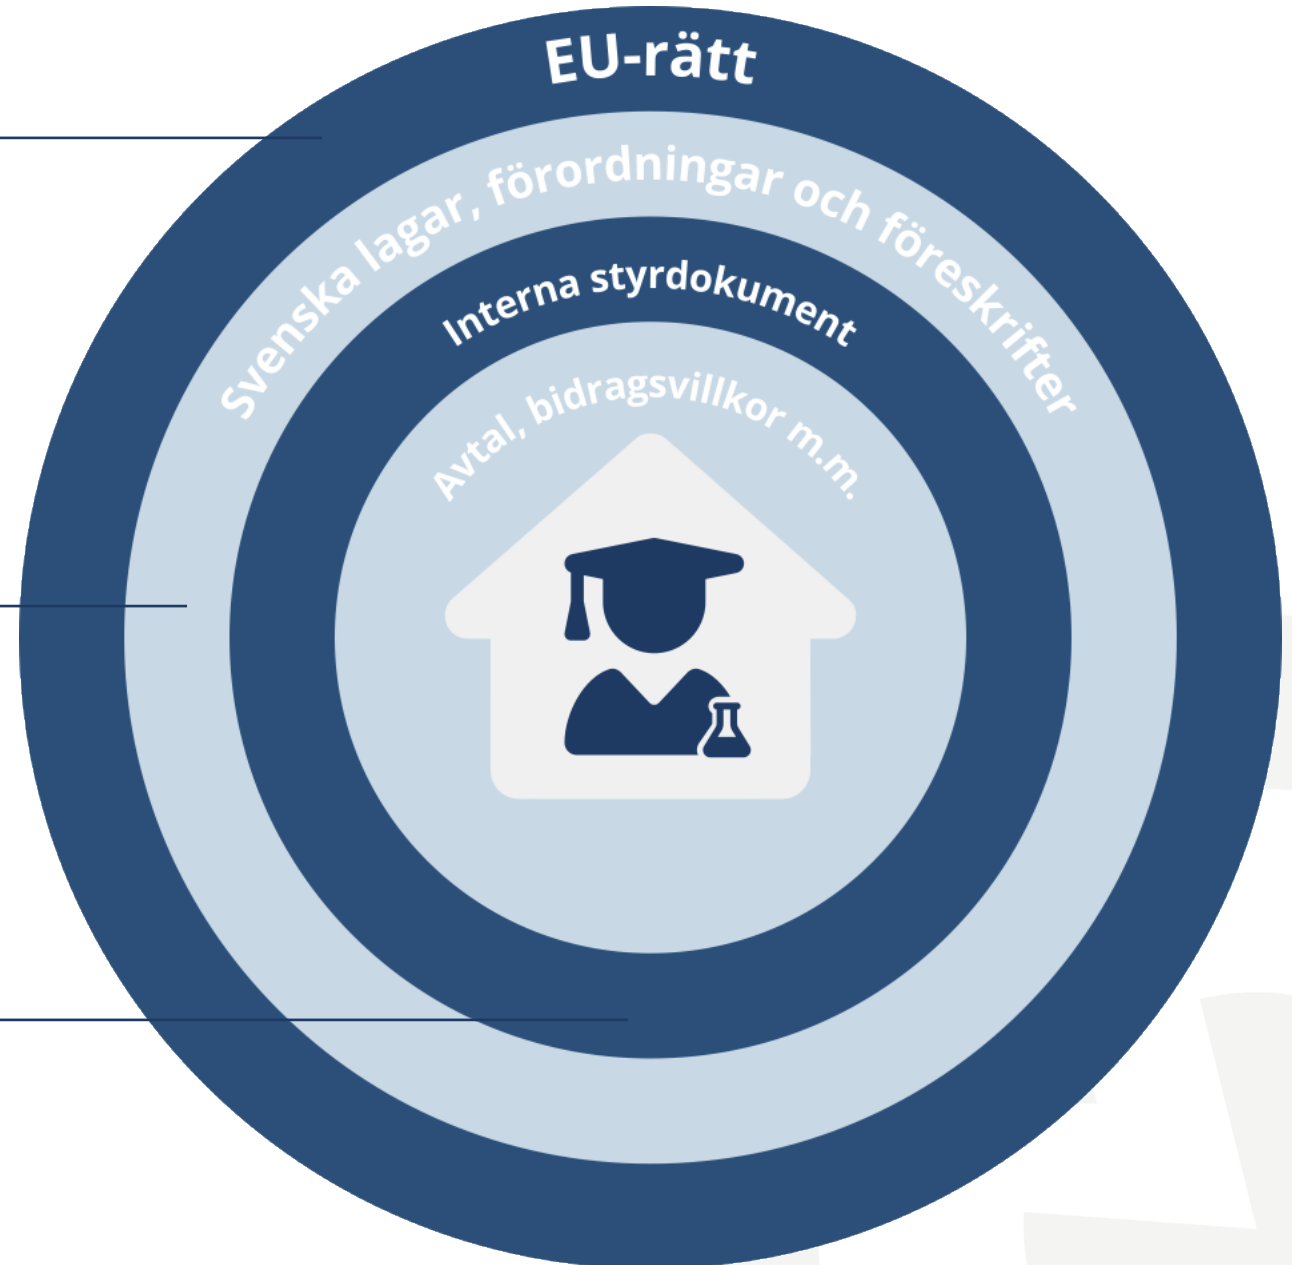 EU-rätt
Svenska lagar, förordningar och föreskrifter
Interna styrdokument
Avtal, bidragsvillkor m.m.